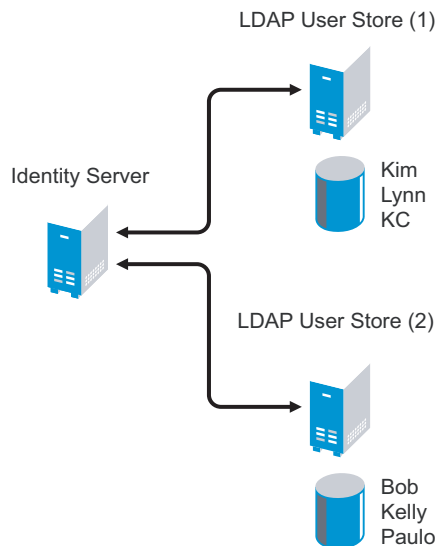 LDAP User Store (1)
Identity Server
Kim
Lynn
KC
LDAP User Store (2)
Bob
Kelly
Paulo